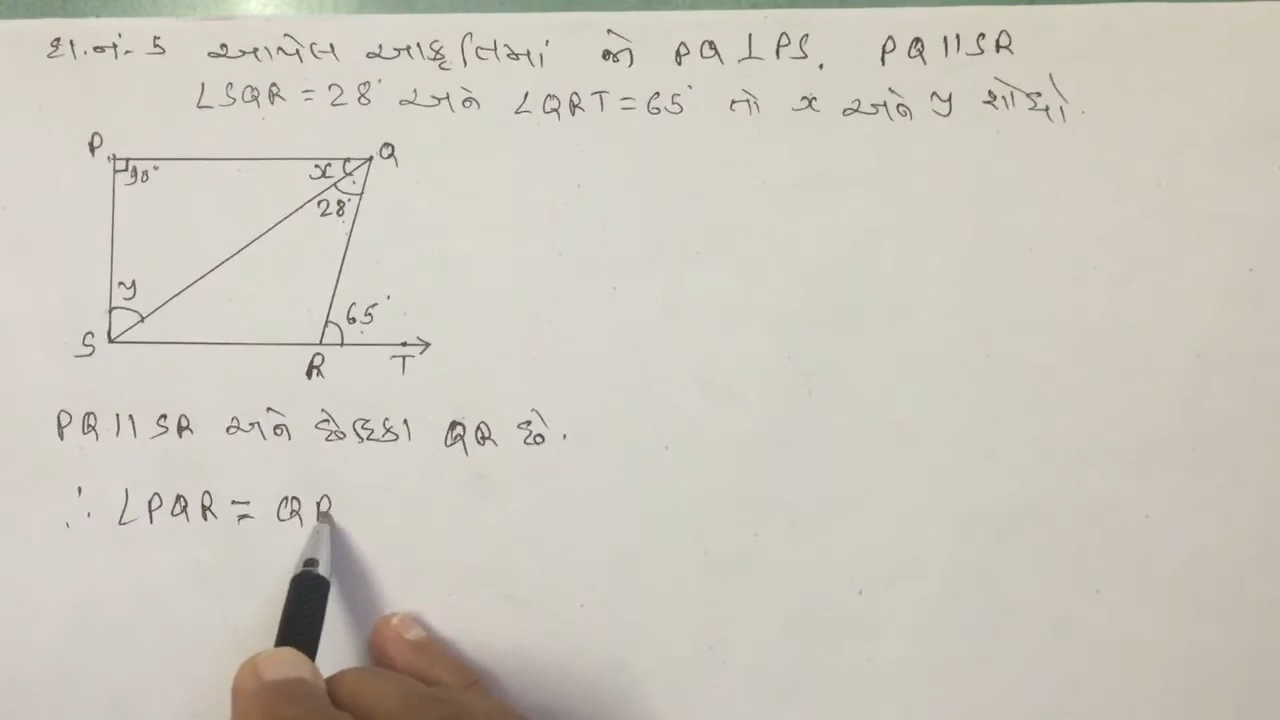 દા.નં.-5 આપેલ આકૃતિમાં જો PQ⊥PS, PQ||SR
∠SQR = 28° અને ∠QRT = 65° તો x અને y શોધો.
P Q
90° x
28°
y
65°
S R T
PQ||SR અને છેદિકા QR છે.
∴ ∠PQR = QR